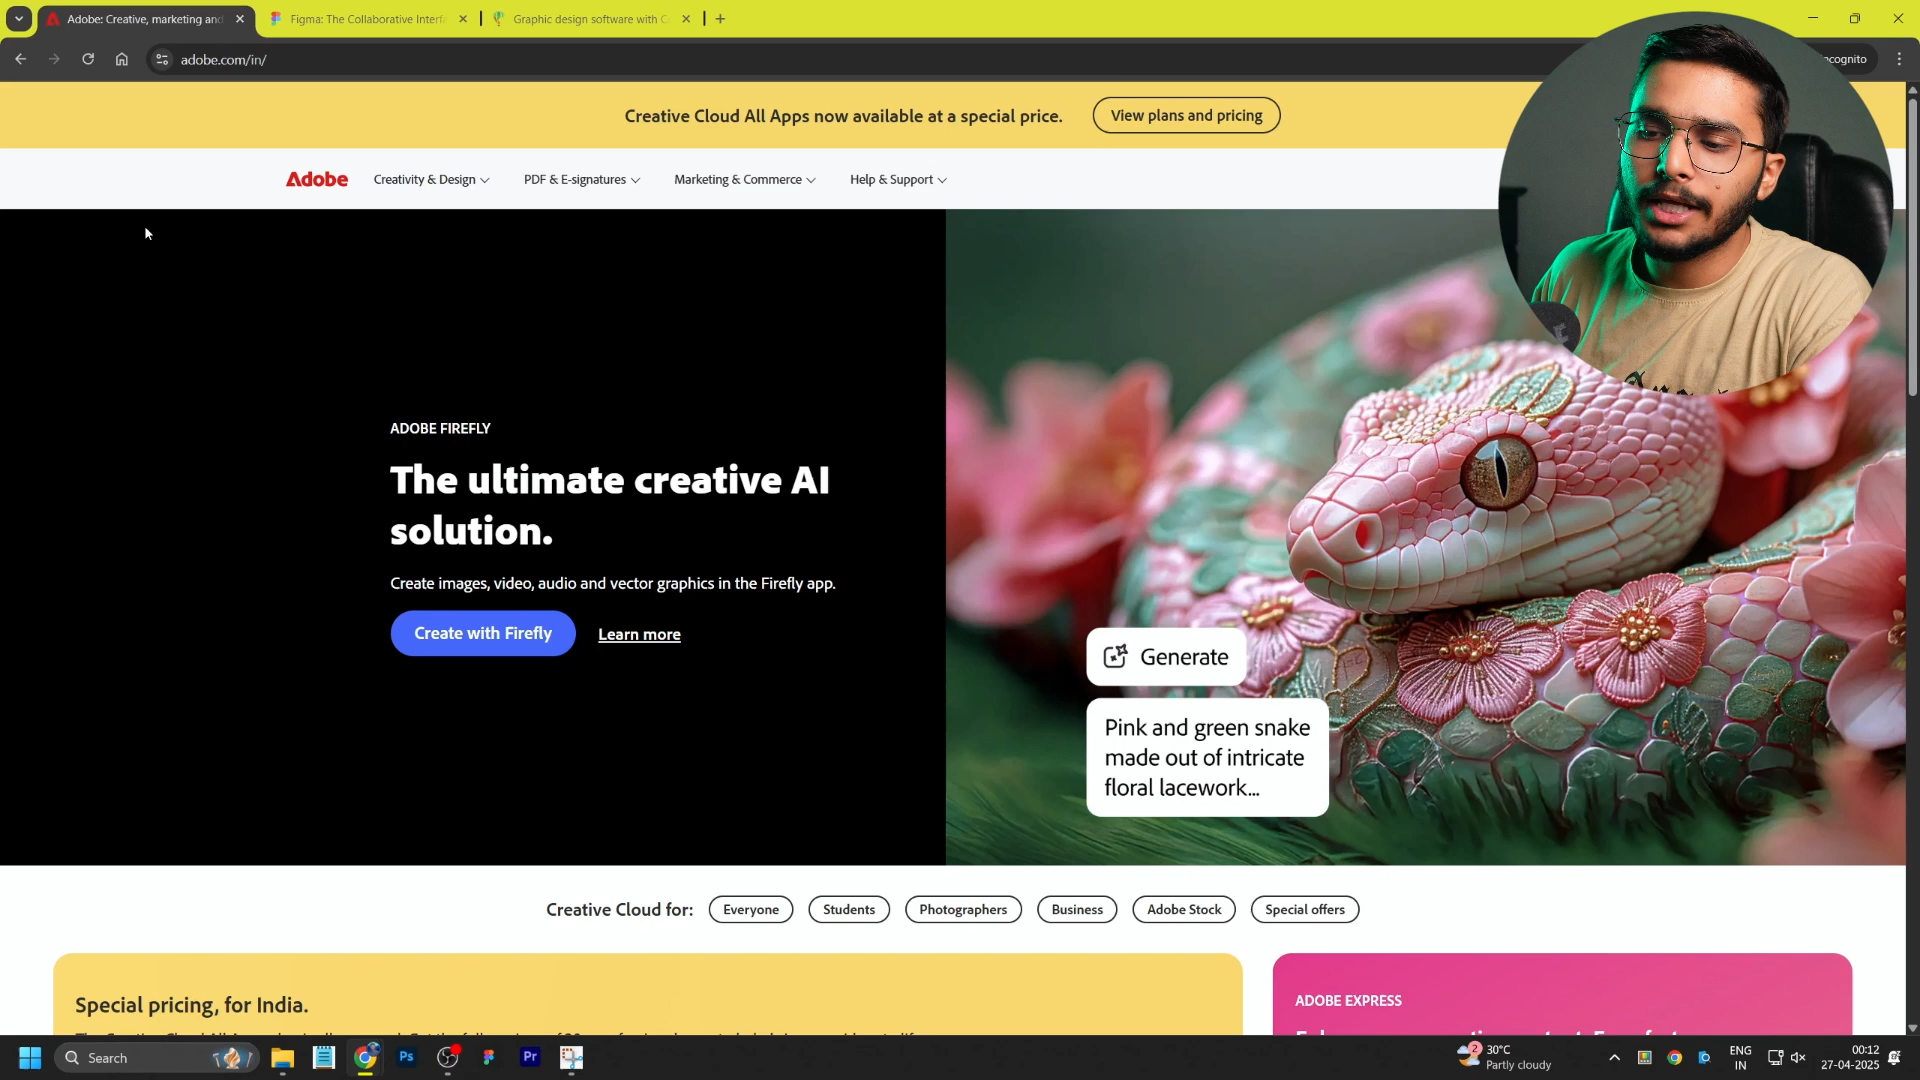 Adobe: Creative, marketing and
Figma: The Collaborative Interf
Graphic design software with C
adobe.com/in/
cognito
Creative Cloud All Apps now available at a special price.
View plans and pricing
Adobe
Creativity & Design
PDF & E-signatures
Marketing & Commerce
Help & Support
ADOBE FIREFLY
The ultimate creative AI
solution.
Create images, video, audio and vector graphics in the Firefly app.
Create with Firefly
Learn more
Generate
Pink and green snake
made out of intricate
floral lacework...
Creative Cloud for:
Everyone
Students
Photographers
Business
Adobe Stock
Special offers
Special pricing, for India.
ADOBE EXPRESS
Search
Ps
Pr
2
30°C
Partly cloudy
ENG
IN
00:12
27-04-2025